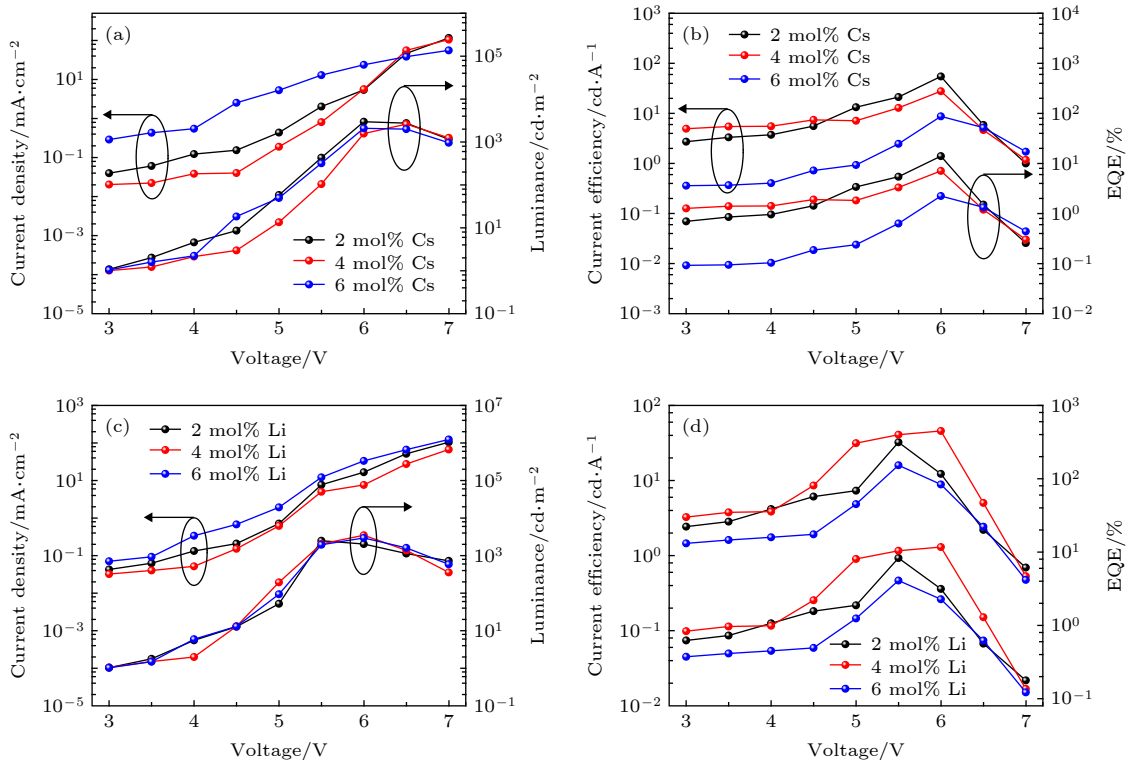 (a)
Current density/mA·cm⁻²
10¹
10⁻¹
10⁻³
10⁻⁵
Luminance/cd·m⁻²
10⁵
10³
10¹
10⁻¹
2 mol% Cs
4 mol% Cs
6 mol% Cs
3 4 5 6 7
Voltage/V
(b)
Current efficiency/cd·A⁻¹
10³
10²
10¹
10⁰
10⁻¹
10⁻²
10⁻³
EQE/%
10⁴
10³
10²
10¹
10⁰
10⁻¹
10⁻²
2 mol% Cs
4 mol% Cs
6 mol% Cs
3 4 5 6 7
Voltage/V
(c)
Current density/mA·cm⁻²
10³
10¹
10⁻¹
10⁻³
10⁻⁵
Luminance/cd·m⁻²
10⁷
10⁵
10³
10¹
10⁻¹
2 mol% Li
4 mol% Li
6 mol% Li
3 4 5 6 7
Voltage/V
(d)
Current efficiency/cd·A⁻¹
10²
10¹
10⁰
10⁻¹
10⁻²
EQE/%
10³
10²
10¹
10⁰
10⁻¹
2 mol% Li
4 mol% Li
6 mol% Li
3 4 5 6 7
Voltage/V